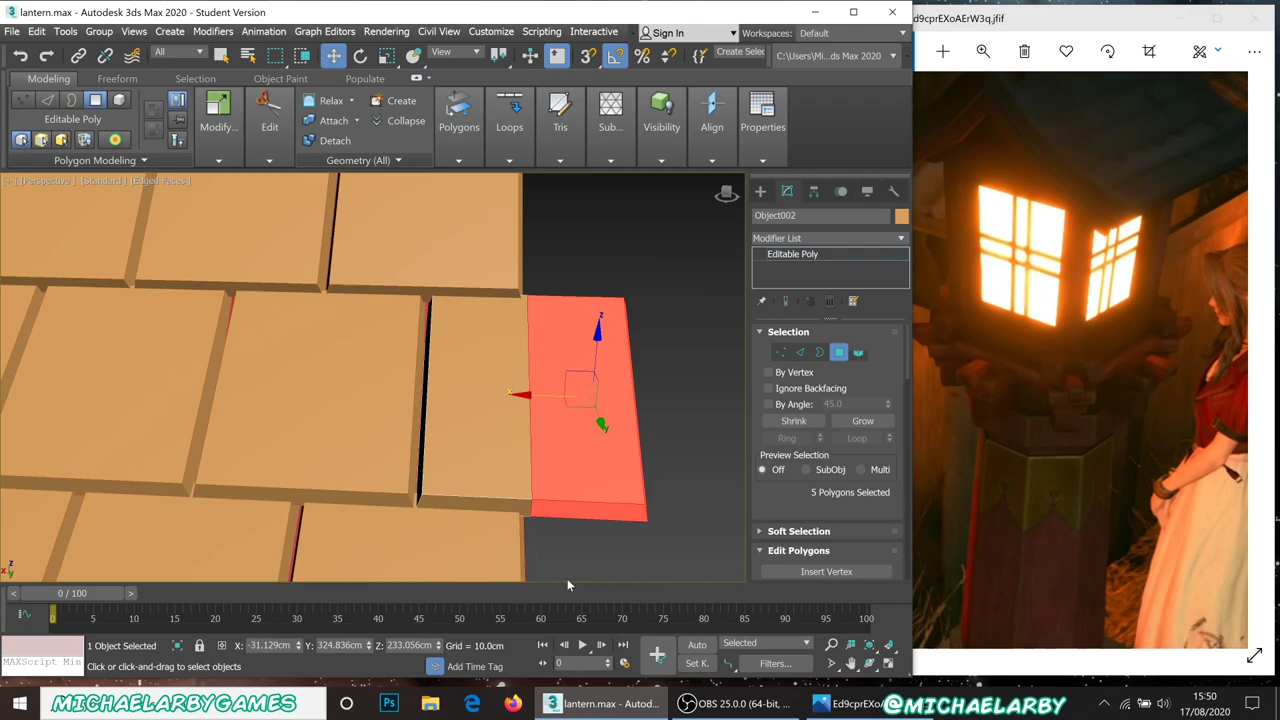 lantern.max - Autodesk 3ds Max 2020 - Student Version
File Edit Tools Group Views Create Modifiers Animation Graph Editors Rendering Civil View Customize Scripting Interactive
Sign In Workspaces: Default
All View Create Selec C:\Users\Mi...ds Max 2020
Modeling Freeform Selection Object Paint Populate
Editable Poly
Polygon Modeling
Modify...
Edit
Relax Create
Attach Collapse
Detach
Geometry (All)
Polygons
Loops
Tris
Sub...
Visibility
Align
Properties
[+] [Perspective] [Standard] [Edged Faces]
z
x
y
z
x
y
Object002
Modifier List
Editable Poly
Selection
By Vertex
Ignore Backfacing
By Angle: 45.0
Shrink Grow
Ring Loop
Preview Selection
Off SubObj Multi
5 Polygons Selected
Soft Selection
Edit Polygons
Insert Vertex
< 0 / 100 >
0 5 10 15 20 25 30 35 40 45 50 55 60 65 70 75 80 85 90 95 100
1 Object Selected X: -31.129cm Y: 324.836cm Z: 233.056cm Grid = 10.0cm
Auto Selected
MAXScript Min
Click or click-and-drag to select objects
Add Time Tag
0
Set K. Filters...
d9cprEXoAErW3q.jfif
MICHAELARBYGAMES
Ps
3
lantern.max - Autod...
OBS 25.0.0 (64-bit, ...
Ed9cprEXoA
@MICHAELARBY
15:50
17/08/2020